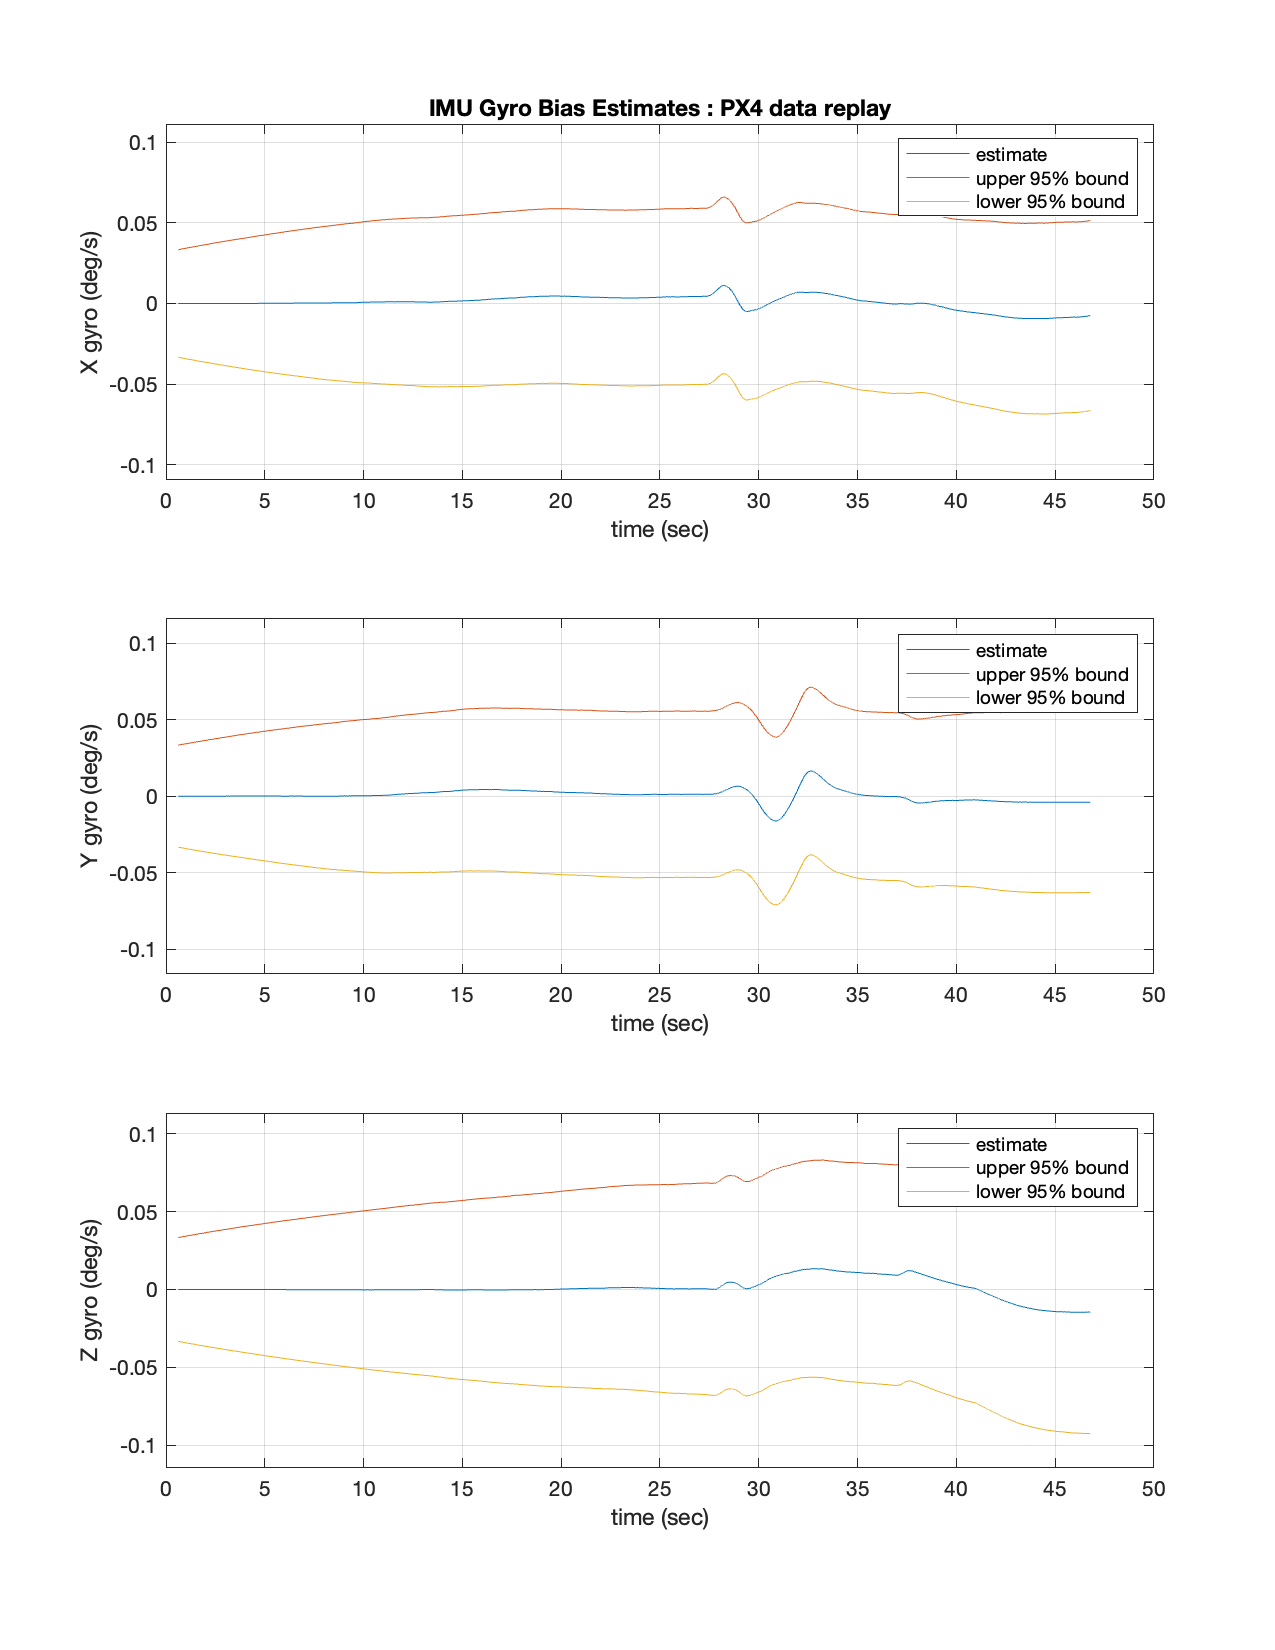 IMU Gyro Bias Estimates : PX4 data replay
0.1
0.05
0
-0.05
-0.1
X gyro (deg/s)
estimate
upper 95% bound
lower 95% bound
0 5 10 15 20 25 30 35 40 45 50
time (sec)
0.1
0.05
0
-0.05
-0.1
Y gyro (deg/s)
estimate
upper 95% bound
lower 95% bound
0 5 10 15 20 25 30 35 40 45 50
time (sec)
0.1
0.05
0
-0.05
-0.1
Z gyro (deg/s)
estimate
upper 95% bound
lower 95% bound
0 5 10 15 20 25 30 35 40 45 50
time (sec)